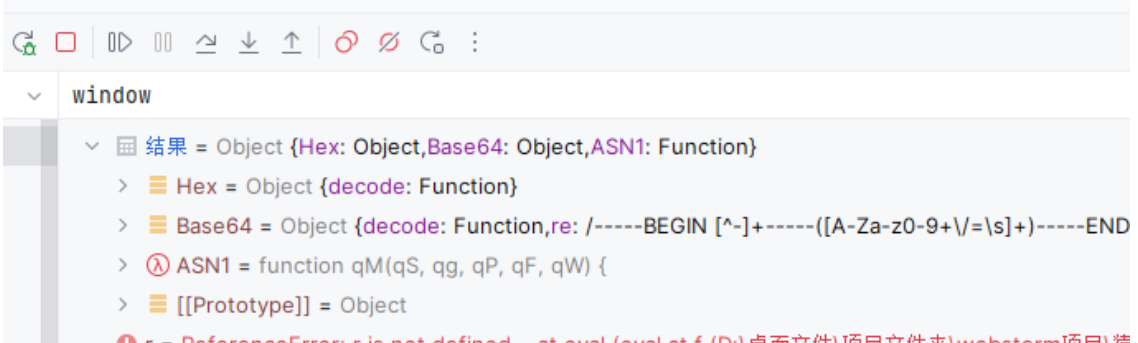 window
结果 = Object {Hex: Object,Base64: Object,ASN1: Function}
Hex = Object {decode: Function}
Base64 = Object {decode: Function,re: /-----BEGIN [^-]+-----([A-Za-z0-9+\/=\s]+)-----END
ASN1 = function qM(qS, qg, qP, qF, qW) {
[[Prototype]] = Object
r = ReferenceError: r is not defined at eval (eval at f (D:\桌面文件\项目文件夹\webstorm项目\